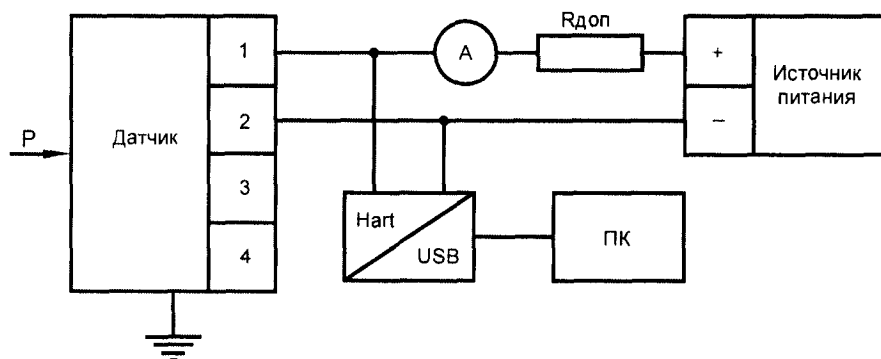 Rдоп
1
А
+
Источник
питания
P
Датчик
2
–
3
Hart
USB
ПК
4